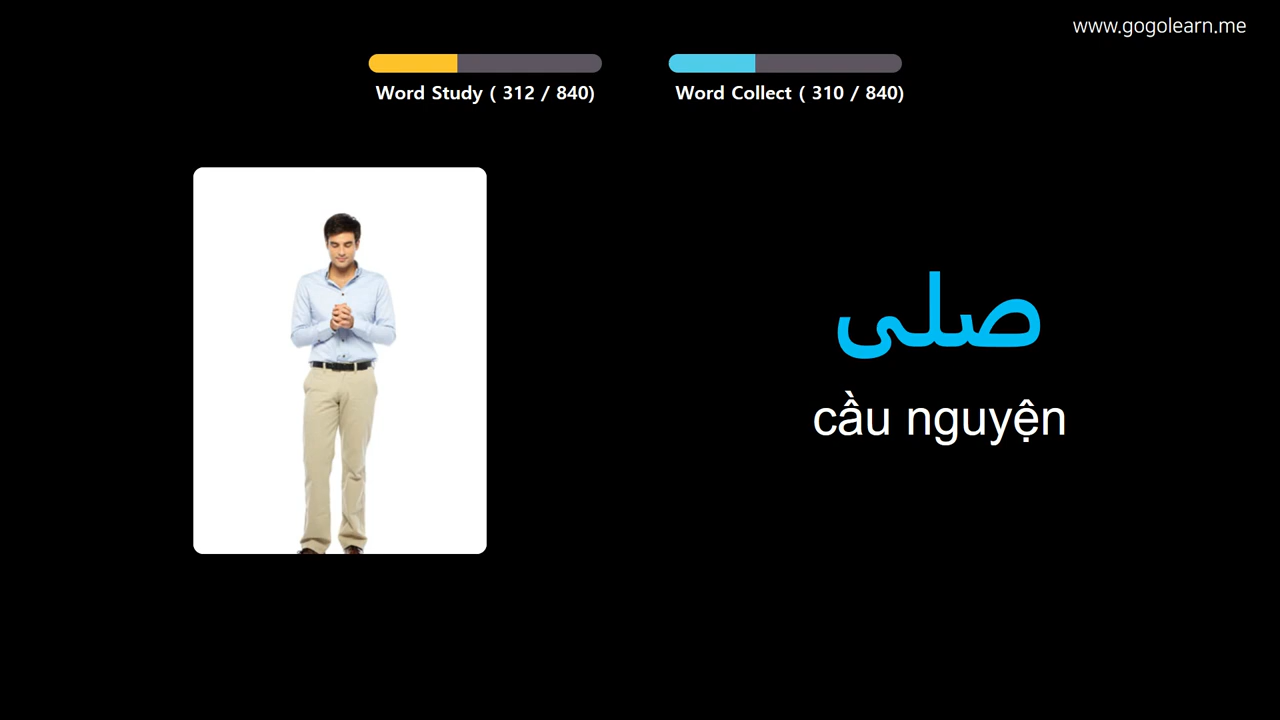 www.gogolearn.me
Word Study ( 312 / 840)
Word Collect ( 310 / 840)
صلى
cầu nguyện